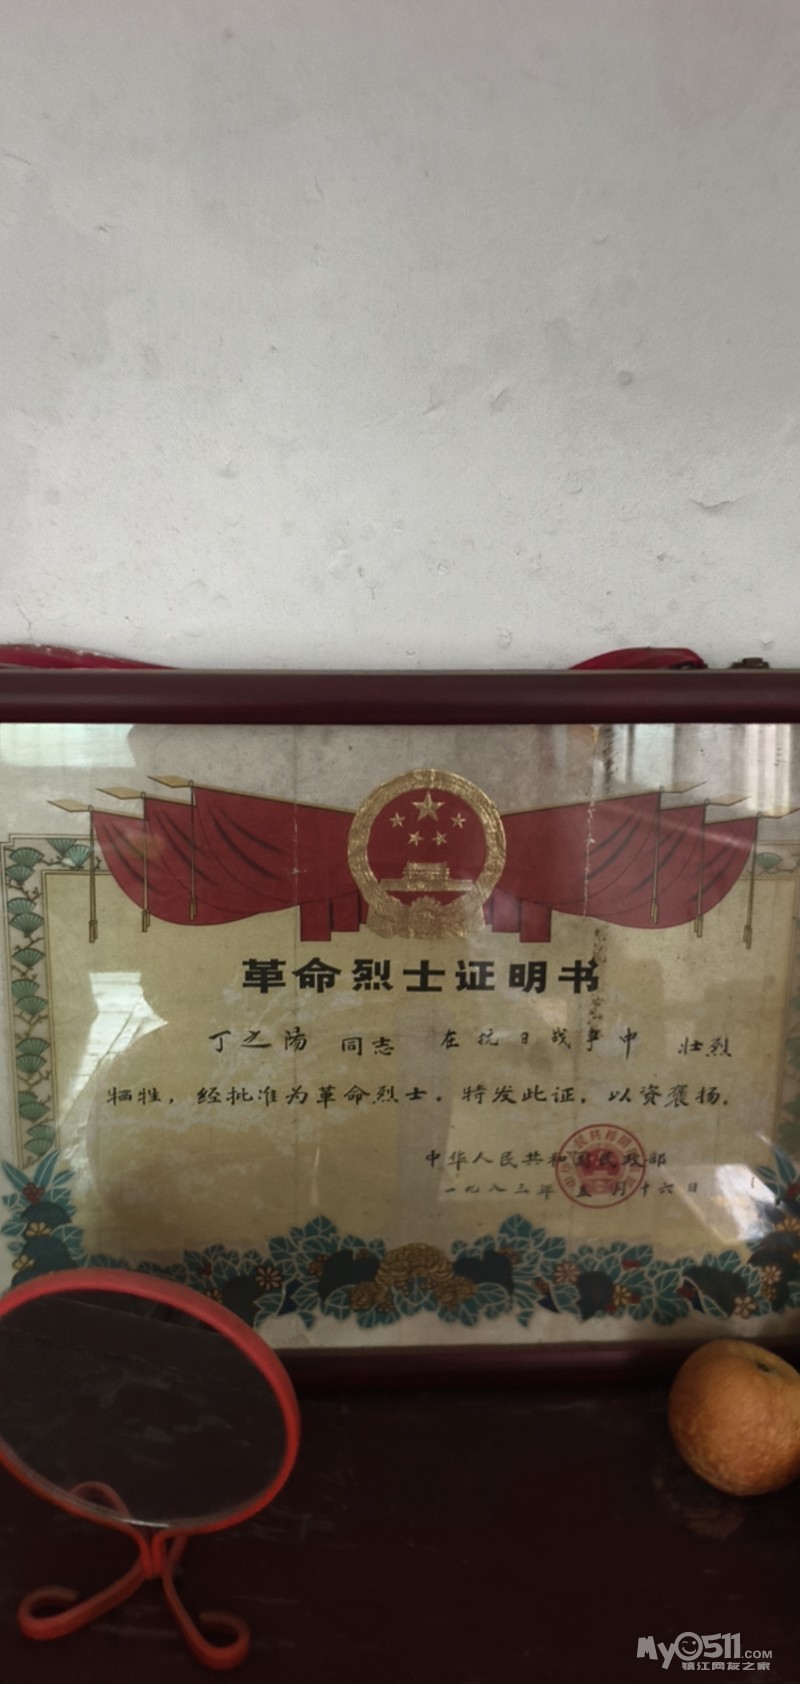 革命烈士证明书
丁之汤 同志 在抗日战争中 壮烈
牺牲，经批准为革命烈士。特发此证，以资褒扬。
中华人民共和国民政部
一九八三年 五 月十六日
My0511.COM
镇江网友之家